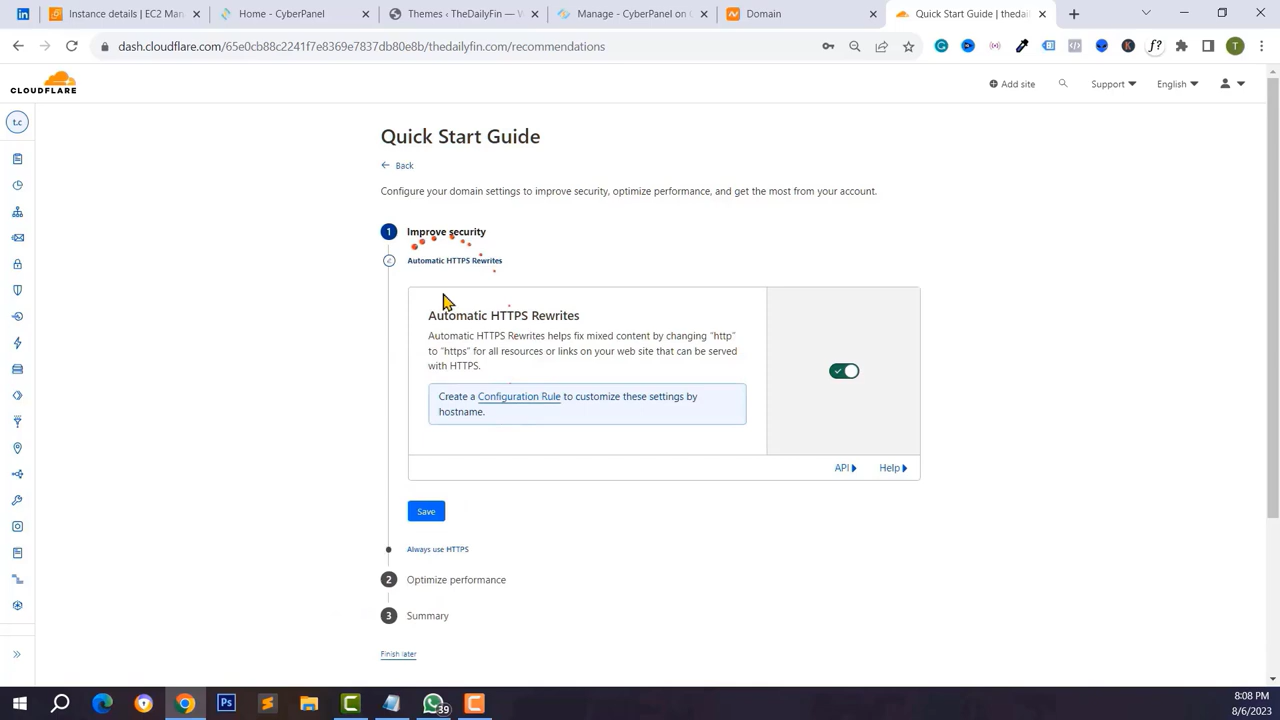 Instance details | EC2 Man
Home - CyberPanel
Themes ‹ TheDailyFin — W
Manage - CyberPanel on
Domain
Quick Start Guide | thedai
dash.cloudflare.com/65e0cb85c2241f7e8369e7837db80e8b/thedailyfin.com/recommendations
CLOUDFLARE
Add site
Support
English
t.c
Quick Start Guide
Back
Configure your domain settings to improve security, optimize performance, and get the most from your account.
1 Improve security
Automatic HTTPS Rewrites
Automatic HTTPS Rewrites
Automatic HTTPS Rewrites helps fix mixed content by changing "http"
to "https" for all resources or links on your web site that can be served
with HTTPS.
Create a Configuration Rule to customize these settings by
hostname.
API
Help
Save
Always use HTTPS
2 Optimize performance
3 Summary
Finish later
39
8:08 PM
8/6/2023